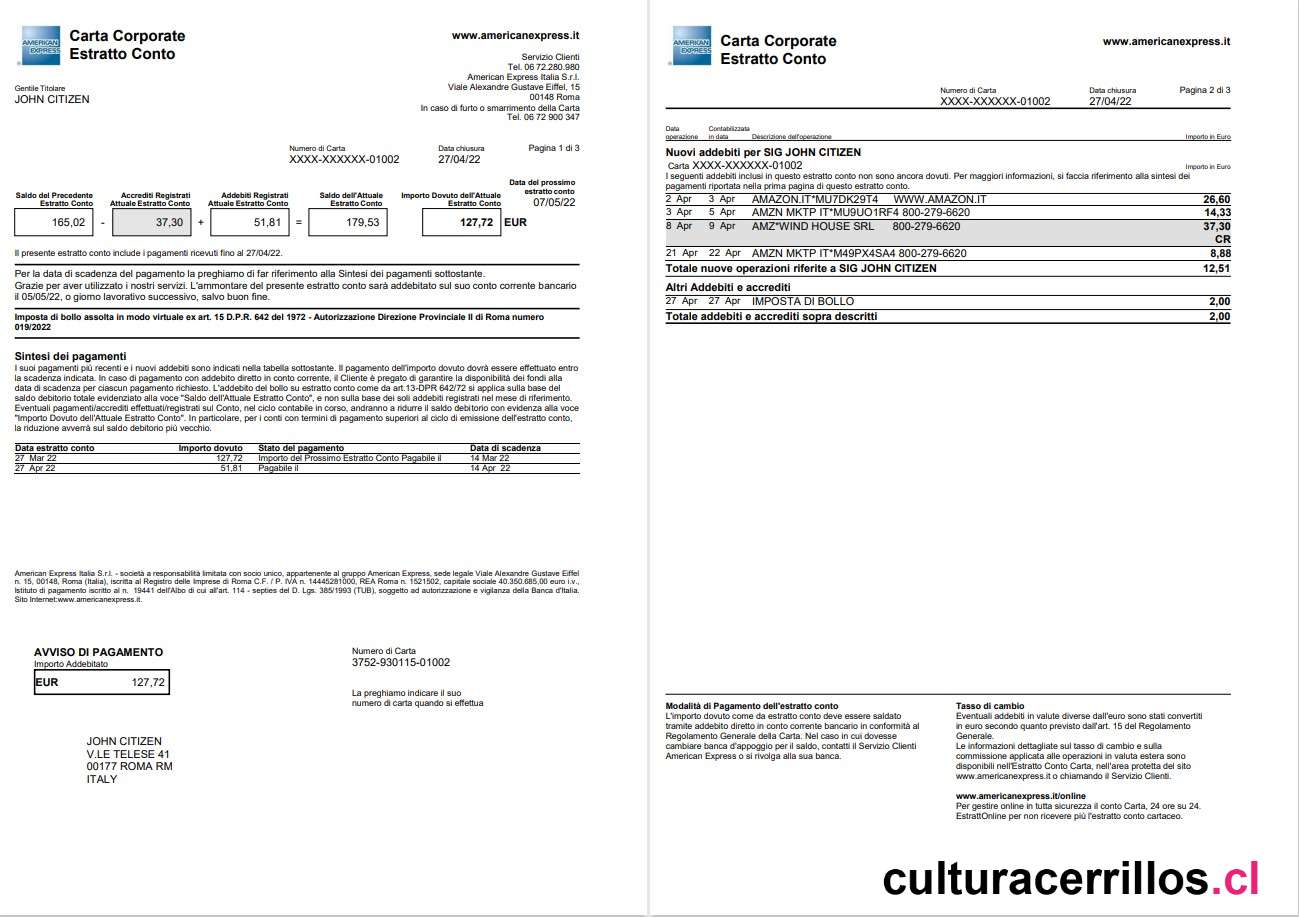 AMERICAN
EXPRESS
Carta Corporate
Estratto Conto
www.americanexpress.it
Servizio Clienti
Tel. 06 72.280.980
American Express Italia S.r.l.
Viale Alexandre Gustave Eiffel, 15
00148 Roma
In caso di furto o smarrimento della Carta
Tel. 06 72 900 347
Gentile Titolare
JOHN CITIZEN
Numero di Carta Data chiusura Pagina 1 di 3
XXXX-XXXXXX-01002 27/04/22
Saldo del Precedente Estratto Conto
Accrediti Registrati Attuale Estratto Conto
Addebiti Registrati Attuale Estratto Conto
Saldo dell'Attuale Estratto Conto
Importo Dovuto dell'Attuale Estratto Conto
Data del prossimo estratto conto
07/05/22
165,02 - 37,30 + 51,81 = 179,53 127,72 EUR
Il presente estratto conto include i pagamenti ricevuti fino al 27/04/22.
Per la data di scadenza del pagamento la preghiamo di far riferimento alla Sintesi dei pagamenti sottostante.
Grazie per aver utilizzato i nostri servizi. L'ammontare del presente estratto conto sarà addebitato sul suo conto corrente bancario
il 05/05/22, o giorno lavorativo successivo, salvo buon fine.
Imposta di bollo assolta in modo virtuale ex art. 15 D.P.R. 642 del 1972 - Autorizzazione Direzione Provinciale II di Roma numero
019/2022
Sintesi dei pagamenti
I suoi pagamenti più recenti e i nuovi addebiti sono indicati nella tabella sottostante. Il pagamento dell'importo dovuto dovrà essere effettuato entro
la scadenza indicata. In caso di pagamento con addebito diretto in conto corrente, il Cliente è pregato di garantire la disponibilità dei fondi alla
data di scadenza per ciascun pagamento richiesto. L'addebito del bollo su estratto conto come da art.13-DPR 642/72 si applica sulla base del
saldo debitorio totale evidenziato alla voce "Saldo dell'Attuale Estratto Conto", e non sulla base dei soli addebiti registrati nel mese di riferimento.
Eventuali pagamenti/accrediti effettuati/registrati sul Conto, nel ciclo contabile in corso, andranno a ridurre il saldo debitorio con evidenza alla voce
"Importo Dovuto dell'Attuale Estratto Conto". In particolare, per i conti con termini di pagamento superiori al ciclo di emissione dell'estratto conto,
la riduzione avverrà sul saldo debitorio più vecchio.
Data estratto conto Importo dovuto Stato del pagamento Data di scadenza
27 Mar 22 127,72 Importo del Prossimo Estratto Conto Pagabile il 14 Mar 22
27 Apr 22 51,81 Pagabile il 14 Apr 22
American Express Italia S.r.l. - società a responsabilità limitata con socio unico, appartenente al gruppo American Express, sede legale Viale Alexandre Gustave Eiffel
n. 15, 00148, Roma (Italia), iscritta al Registro delle Imprese di Roma C.F. / P. IVA n. 14445281000, REA Roma n. 1521502, capitale sociale 40.350.685,00 euro i.v.,
Istituto di pagamento iscritto al n. 19441 dell'Albo di cui all'art. 114 - septies del D. Lgs. 385/1993 (TUB), soggetto ad autorizzazione e vigilanza della Banca d'Italia.
Sito Internet:www.americanexpress.it.
AVVISO DI PAGAMENTO
Importo Addebitato
EUR 127,72
Numero di Carta
3752-930115-01002
La preghiamo indicare il suo
numero di carta quando si effettua
JOHN CITIZEN
V.LE TELESE 41
00177 ROMA RM
ITALY
AMERICAN
EXPRESS
Carta Corporate
Estratto Conto
www.americanexpress.it
Numero di Carta Data chiusura Pagina 2 di 3
XXXX-XXXXXX-01002 27/04/22
Data Contabilizzata
operazione in data Descrizione dell'operazione Importo in Euro
Nuovi addebiti per SIG JOHN CITIZEN
Carta XXXX-XXXXXX-01002 Importo in Euro
I seguenti addebiti inclusi in questo estratto conto non sono ancora dovuti. Per maggiori informazioni, si faccia riferimento alla sintesi dei
pagamenti riportata nella prima pagina di questo estratto conto.
2 Apr 3 Apr AMAZON.IT*MU7DK29T4 WWW.AMAZON.IT 26,60
3 Apr 5 Apr AMZN MKTP IT*MU9UO1RF4 800-279-6620 14,33
8 Apr 9 Apr AMZ*WIND HOUSE SRL 800-279-6620 37,30
CR
21 Apr 22 Apr AMZN MKTP IT*M49PX4SA4 800-279-6620 8,88
Totale nuove operazioni riferite a SIG JOHN CITIZEN 12,51
Altri Addebiti e accrediti
27 Apr 27 Apr IMPOSTA DI BOLLO 2,00
Totale addebiti e accrediti sopra descritti 2,00
Modalità di Pagamento dell'estratto conto
L'importo dovuto come da estratto conto deve essere saldato
tramite addebito diretto in conto corrente bancario in conformità al
Regolamento Generale della Carta. Nel caso in cui dovesse
cambiare banca d'appoggio per il saldo, contatti il Servizio Clienti
American Express o si rivolga alla sua banca.
Tasso di cambio
Eventuali addebiti in valute diverse dall'euro sono stati convertiti
in euro secondo quanto previsto dall'art. 15 del Regolamento
Generale.
Le informazioni dettagliate sul tasso di cambio e sulla
commissione applicata alle operazioni in valuta estera sono
disponibili nell'Estratto Conto Carta, nell'area protetta del sito
www.americanexpress.it o chiamando il Servizio Clienti.
www.americanexpress.it/online
Per gestire online in tutta sicurezza il conto Carta, 24 ore su 24.
EstrattOnline per non ricevere più l'estratto conto cartaceo.
culturacerrillos.cl